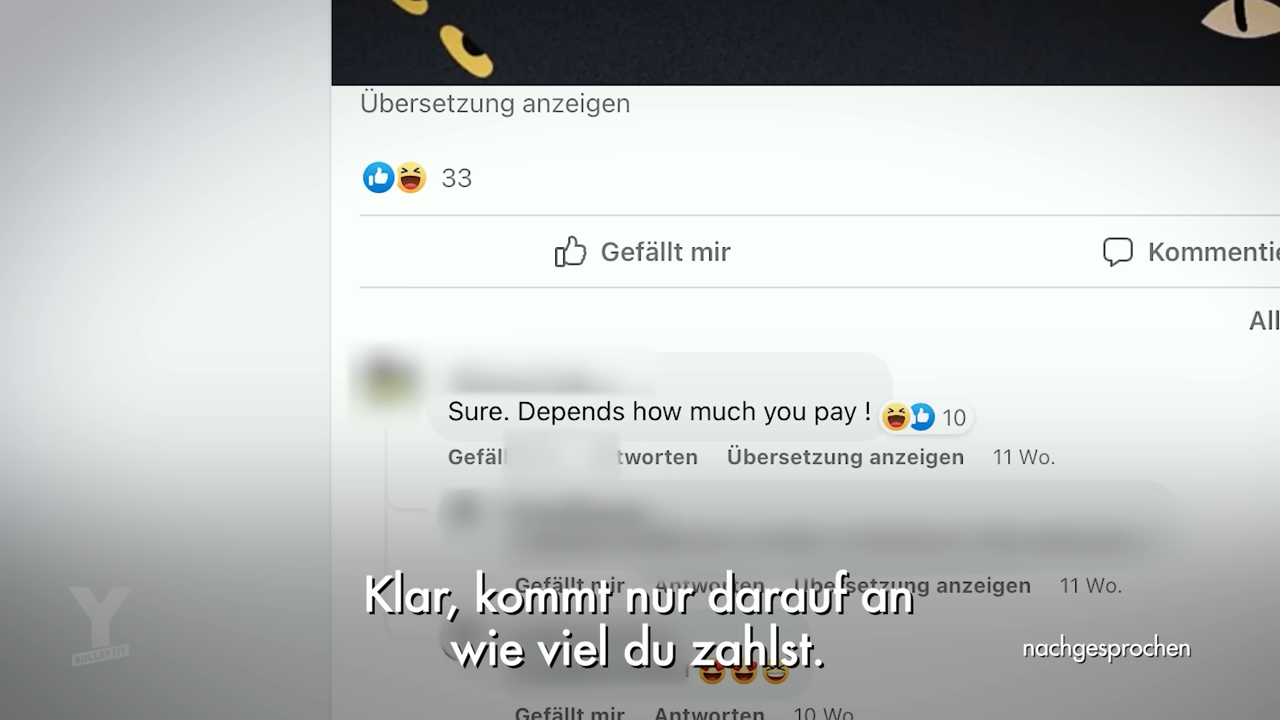 Übersetzung anzeigen
33
Gefällt mir
Kommentie
All
Sure. Depends how much you pay !
10
Gefäll
tworten Übersetzung anzeigen 11 Wo.
Gefällt mir Antworten Übersetzung anzeigen 11 Wo.
Klar, kommt nur darauf an
wie viel du zahlst.
nachgesprochen
Y
KOLLEKTIV
Gefällt mir Antworten 10 Wo.